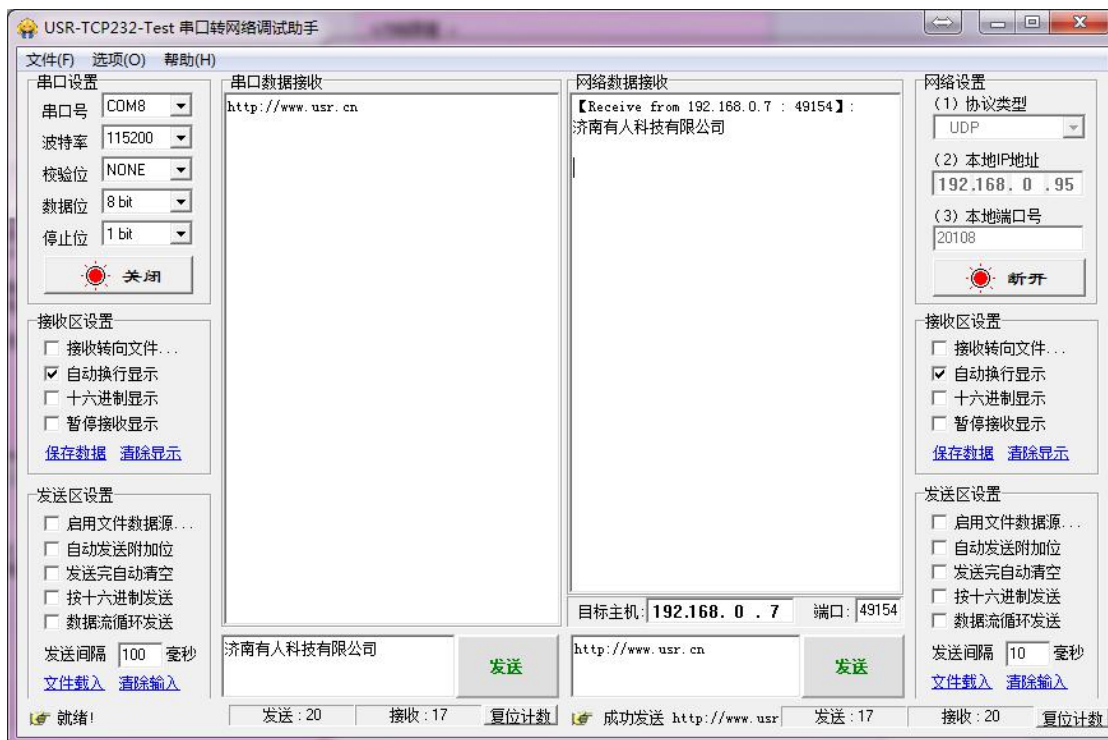 USR-TCP232-Test 串口转网络调试助手
文件(F) 选项(O) 帮助(H)
串口设置
串口号 COM8
波特率 115200
校验位 NONE
数据位 8 bit
停止位 1 bit
关闭
接收区设置
接收转向文件...
自动换行显示
十六进制显示
暂停接收显示
保存数据 清除显示
发送区设置
启用文件数据源...
自动发送附加位
发送完自动清空
按十六进制发送
数据流循环发送
发送间隔 100 毫秒
文件载入 清除输入
串口数据接收
http://www.usr.cn
济南有人科技有限公司
发送
网络数据接收
【Receive from 192.168.0.7 : 49154】:
济南有人科技有限公司
目标主机: 192.168. 0 . 7 端口: 49154
http://www.usr.cn
发送
网络设置
(1) 协议类型
UDP
(2) 本地IP地址
192.168. 0 .95
(3) 本地端口号
20108
断开
接收区设置
接收转向文件...
自动换行显示
十六进制显示
暂停接收显示
保存数据 清除显示
发送区设置
启用文件数据源...
自动发送附加位
发送完自动清空
按十六进制发送
数据流循环发送
发送间隔 10 毫秒
文件载入 清除输入
就绪! 发送:20 接收:17 复位计数 成功发送 http://www.usr 发送:17 接收:20 复位计数